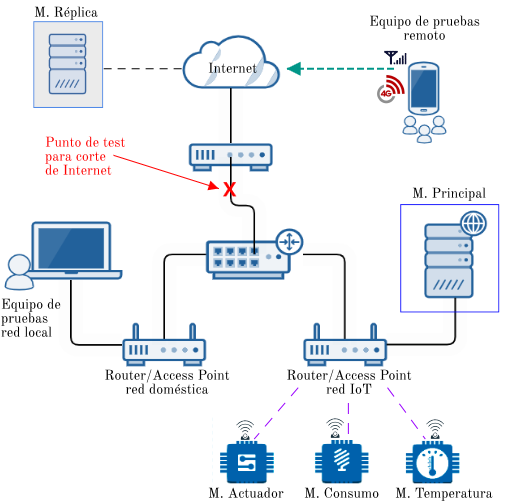 M. Réplica
Equipo de pruebas
remoto
Internet
4G
Punto de test
para corte
de Internet
X
M. Principal
Equipo de
pruebas
red local
Router/Access Point
red doméstica
Router/Access Point
red IoT
M. Actuador
M. Consumo
M. Temperatura